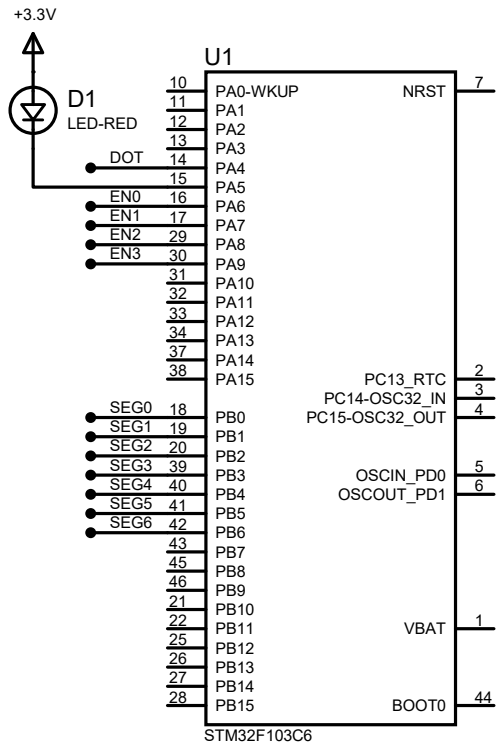 +3.3V
D1
LED-RED
U1
10 PA0-WKUP NRST 7
11 PA1
12 PA2
13 PA3
DOT 14 PA4
15 PA5
EN0 16 PA6
EN1 17 PA7
EN2 29 PA8
EN3 30 PA9
31 PA10
32 PA11
33 PA12
34 PA13
37 PA14
38 PA15 PC13_RTC 2
PC14-OSC32_IN 3
SEG0 18 PB0 PC15-OSC32_OUT 4
SEG1 19 PB1
SEG2 20 PB2
SEG3 39 PB3 OSCIN_PD0 5
SEG4 40 PB4 OSCOUT_PD1 6
SEG5 41 PB5
SEG6 42 PB6
43 PB7
45 PB8
46 PB9
21 PB10
22 PB11 VBAT 1
25 PB12
26 PB13
27 PB14
28 PB15 BOOT0 44
STM32F103C6